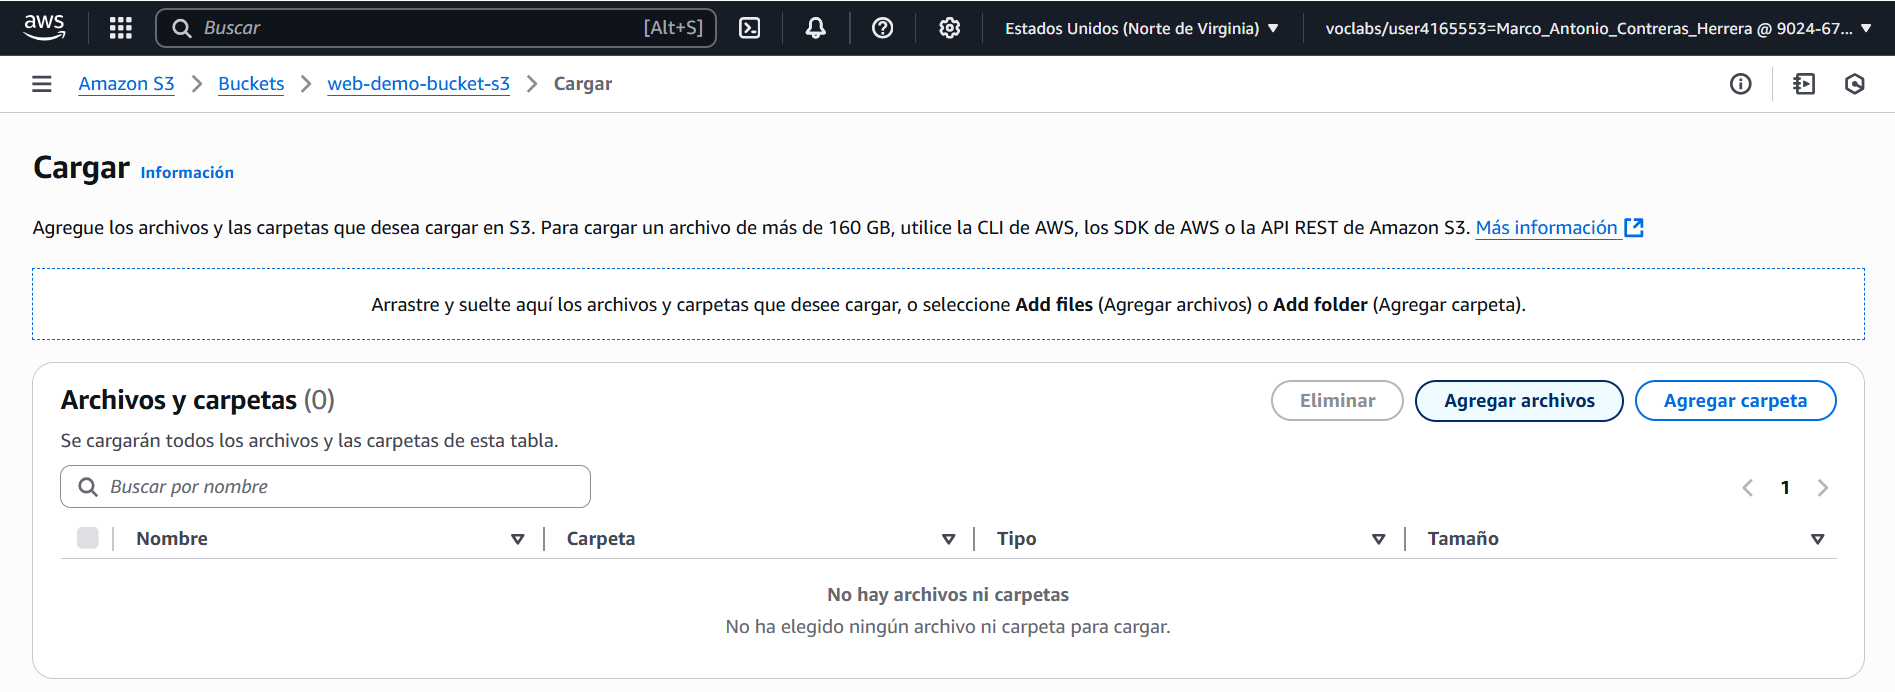 aws
Buscar [Alt+S] Estados Unidos (Norte de Virginia) voclabs/user4165553=Marco_Antonio_Contreras_Herrera @ 9024-67...
Amazon S3 > Buckets > web-demo-bucket-s3 > Cargar
Cargar Información
Agregue los archivos y las carpetas que desea cargar en S3. Para cargar un archivo de más de 160 GB, utilice la CLI de AWS, los SDK de AWS o la API REST de Amazon S3. Más información
Arrastre y suelte aquí los archivos y carpetas que desee cargar, o seleccione Add files (Agregar archivos) o Add folder (Agregar carpeta).
Archivos y carpetas (0) Eliminar Agregar archivos Agregar carpeta
Se cargarán todos los archivos y las carpetas de esta tabla.
Buscar por nombre 1
Nombre Carpeta Tipo Tamaño
No hay archivos ni carpetas
No ha elegido ningún archivo ni carpeta para cargar.